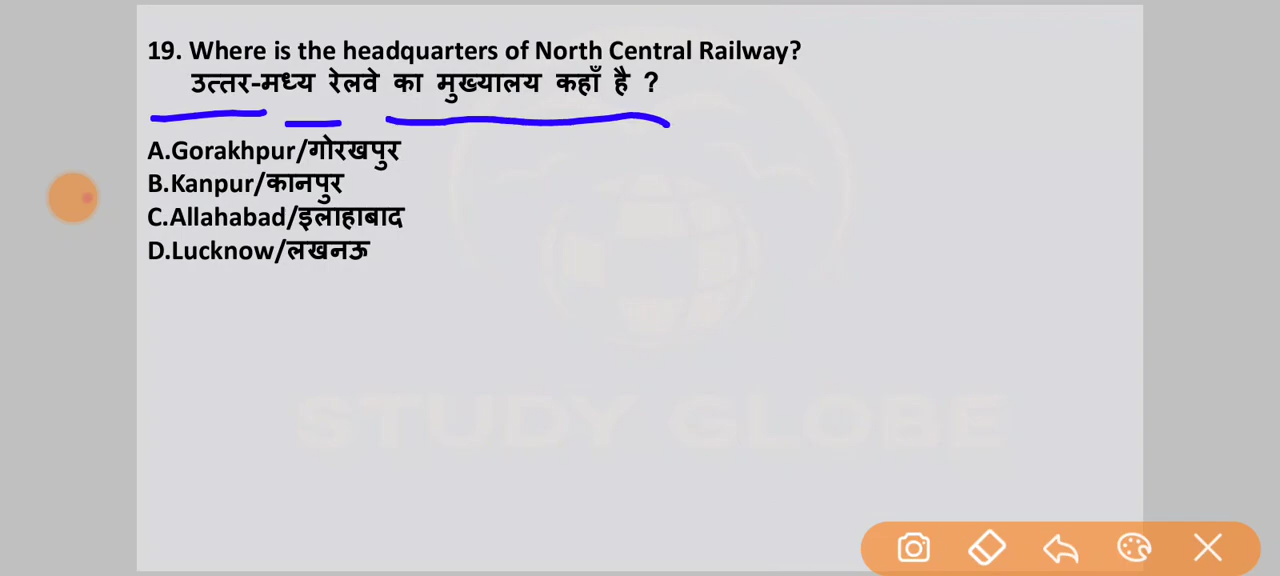 19. Where is the headquarters of North Central Railway?
उत्तर-मध्य रेलवे का मुख्यालय कहाँ है ?
A.Gorakhpur/गोरखपुर
B.Kanpur/कानपुर
C.Allahabad/इलाहाबाद
D.Lucknow/लखनऊ
STUDY GLOBE